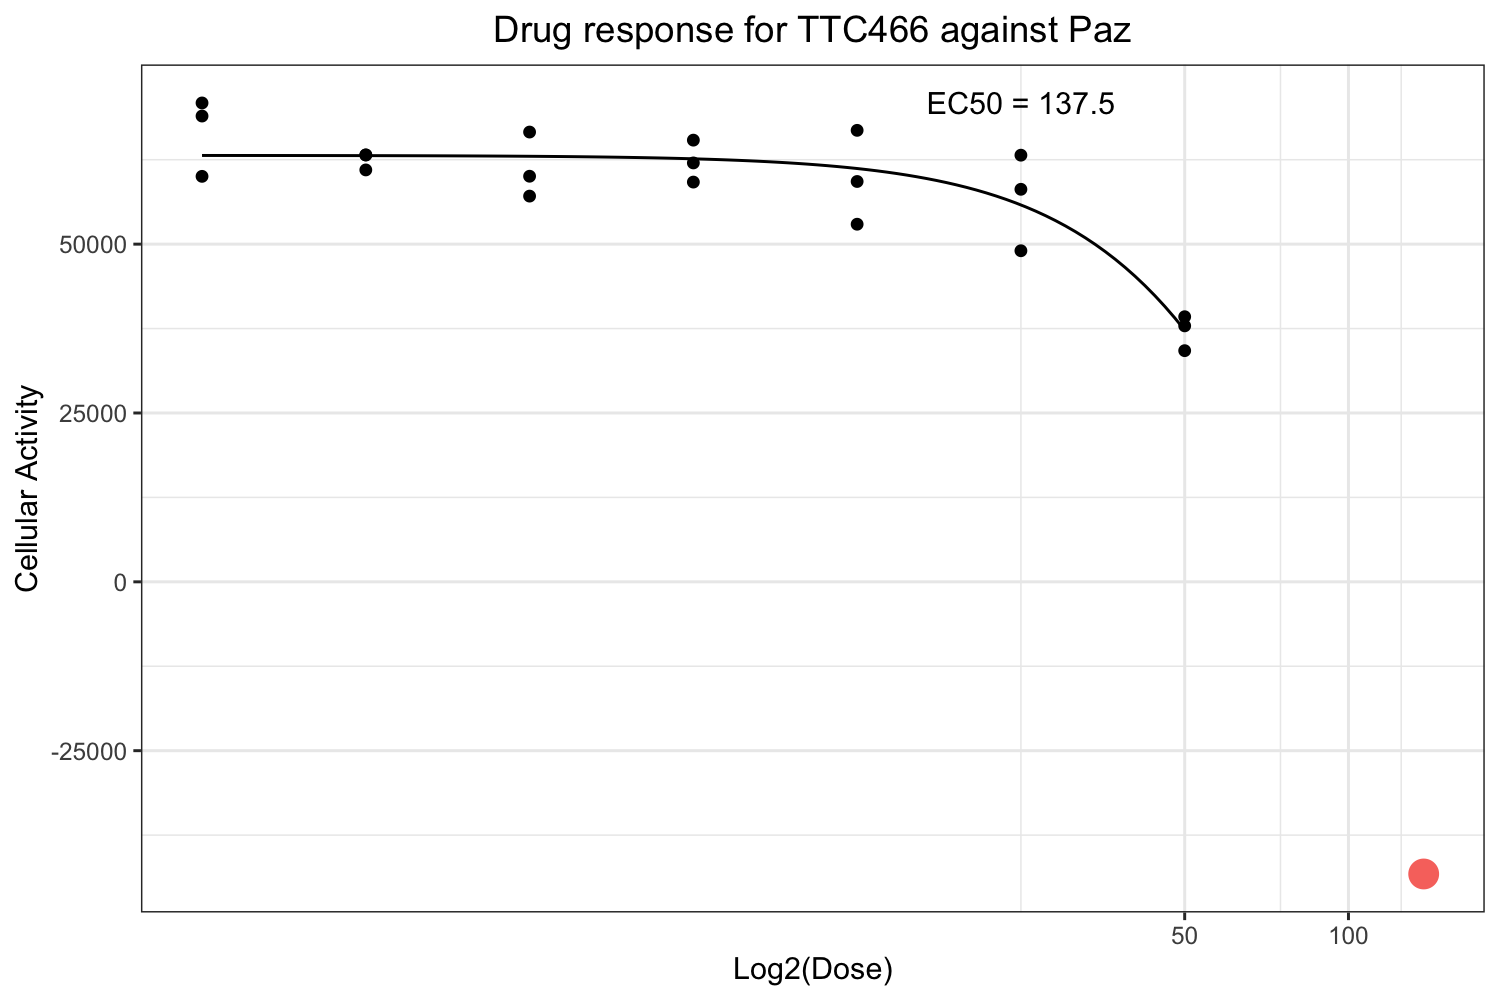 Drug response for TTC466 against Paz
EC50 = 137.5
50000
25000
0
-25000
Cellular Activity
50
100
Log2(Dose)